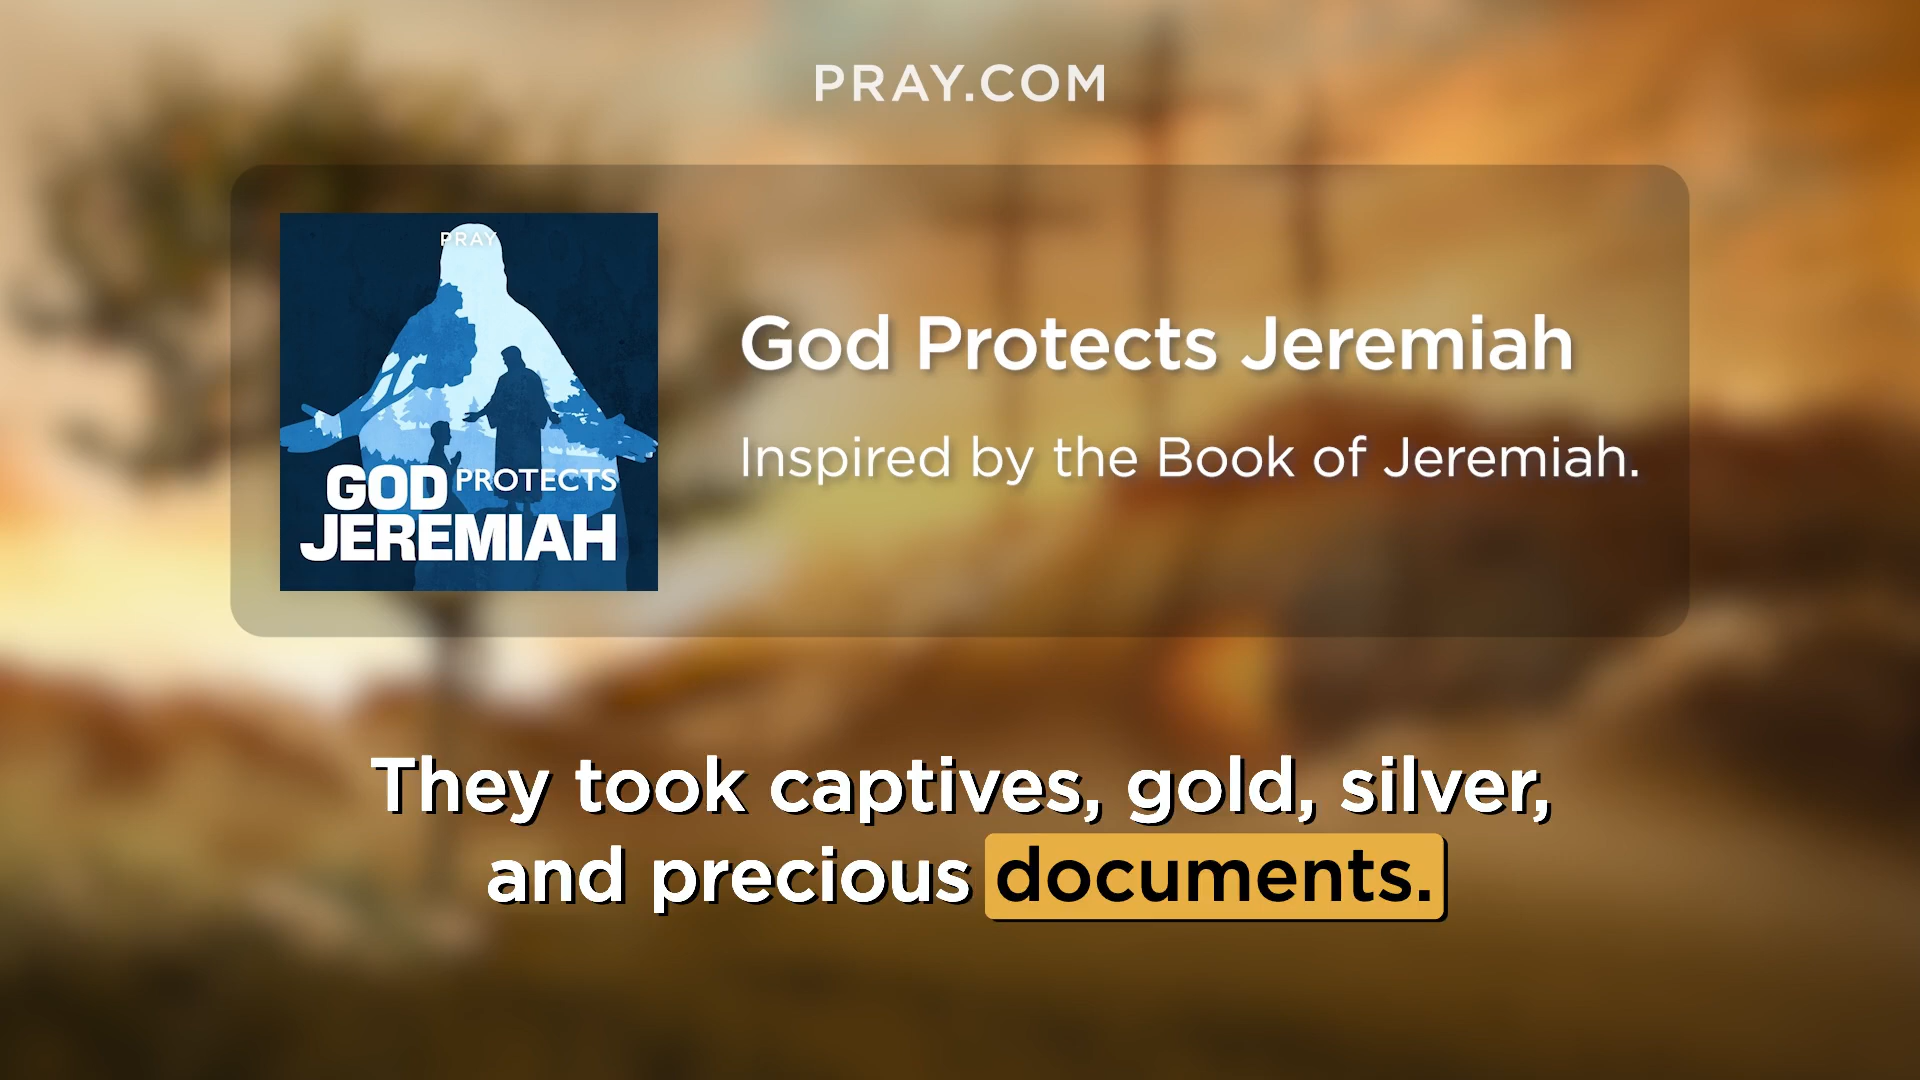 PRAY.COM
PRAY
GOD PROTECTS
JEREMIAH
God Protects Jeremiah
Inspired by the Book of Jeremiah.
They took captives, gold, silver,
and precious documents.